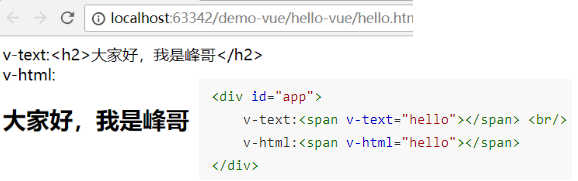 localhost:63342/demo-vue/hello-vue/hello.htm
v-text:<h2>大家好，我是峰哥</h2>
v-html:
大家好，我是峰哥
<div id="app">
v-text:<span v-text="hello"></span> <br/>
v-html:<span v-html="hello"></span>
</div>